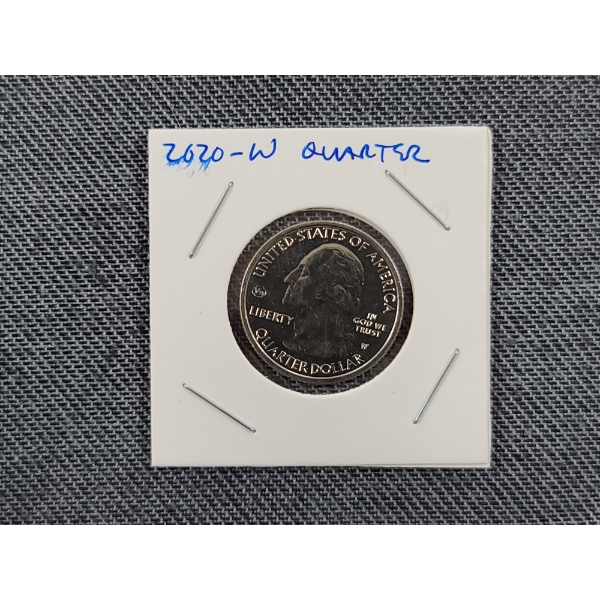 2020-W QUARTER
UNITED STATES OF AMERICA
LIBERTY
IN
GOD WE
TRUST
W
QUARTER DOLLAR